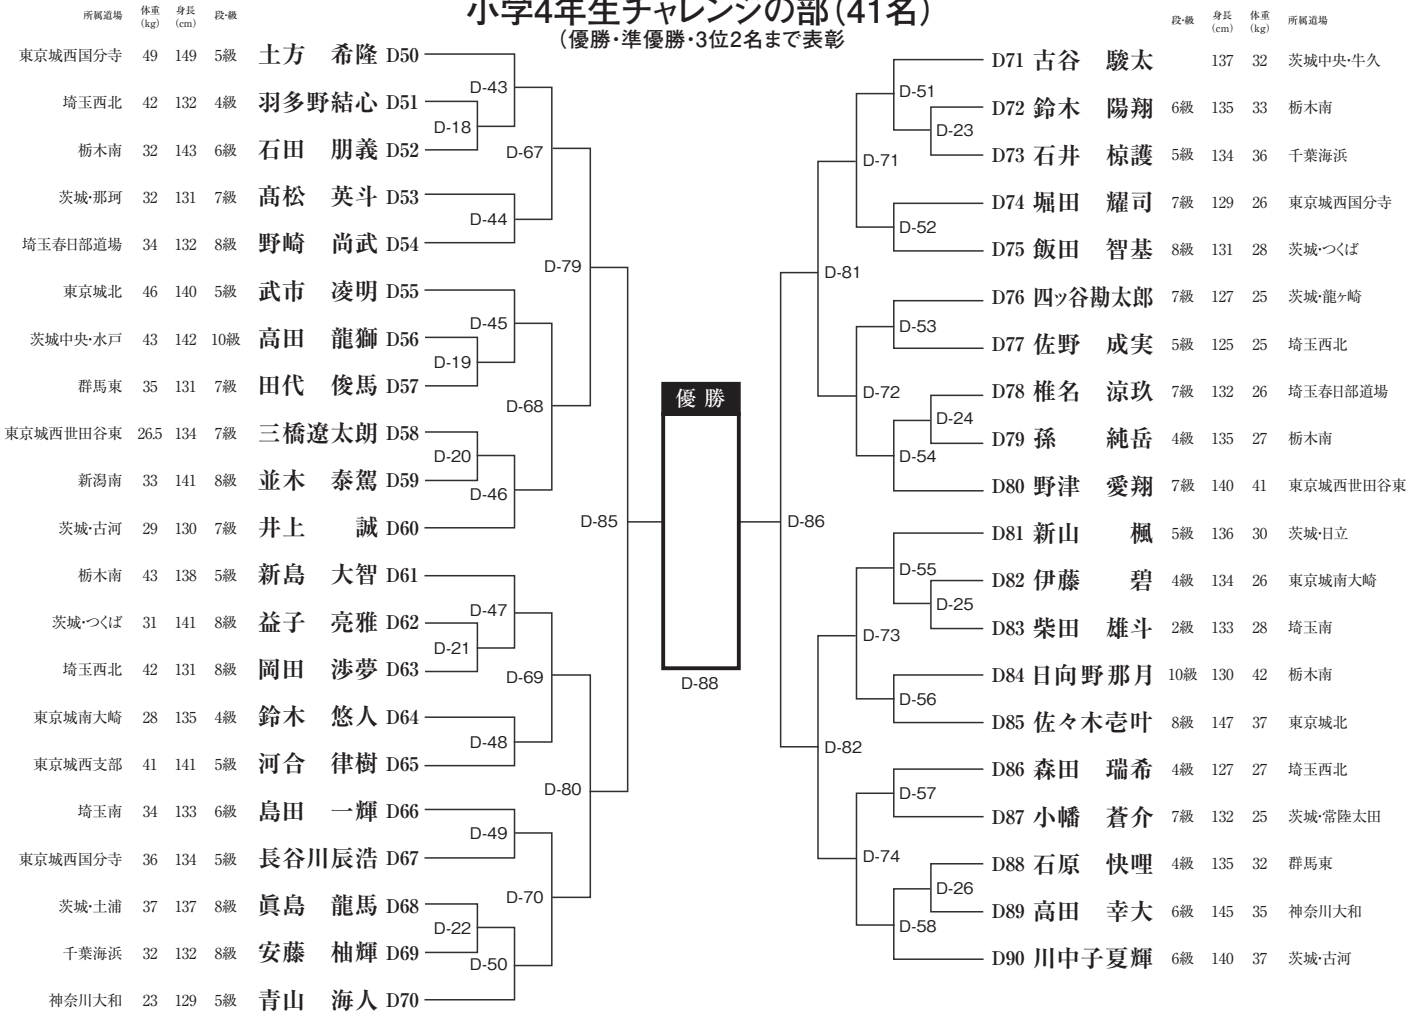 小学4年生チャレンジの部(41名)
(優勝・準優勝・3位2名まで表彰
所属道場 体重(kg) 身長(cm) 段・級
東京城西国分寺 49 149 5級 土方 希隆 D50
埼玉西北 42 132 4級 羽多野結心 D51
栃木南 32 143 6級 石田 朋義 D52
茨城・那珂 32 131 7級 髙松 英斗 D53
埼玉春日部道場 34 132 8級 野崎 尚武 D54
東京城北 46 140 5級 武市 凌明 D55
茨城中央・水戸 43 142 10級 高田 龍獅 D56
群馬東 35 131 7級 田代 俊馬 D57
東京城西世田谷東 26.5 134 7級 三橋遼太朗 D58
新潟南 33 141 8級 並木 泰駕 D59
茨城・古河 29 130 7級 井上 誠 D60
栃木南 43 138 5級 新島 大智 D61
茨城・つくば 31 141 8級 益子 亮雅 D62
埼玉西北 42 131 8級 岡田 渉夢 D63
東京城南大崎 28 135 4級 鈴木 悠人 D64
東京城西支部 41 141 5級 河合 律樹 D65
埼玉南 34 133 6級 島田 一輝 D66
東京城西国分寺 36 134 5級 長谷川辰浩 D67
茨城・土浦 37 137 8級 眞島 龍馬 D68
千葉海浜 32 132 8級 安藤 柚輝 D69
神奈川大和 23 129 5級 青山 海人 D70
D-43
D-18
D-67
D-44
D-79
D-45
D-19
D-68
D-20
D-46
D-85
D-47
D-21
D-69
D-48
D-80
D-49
D-70
D-22
D-50
優勝
D-88
段・級 身長(cm) 体重(kg) 所属道場
D71 古谷 駿太 137 32 茨城中央・牛久
D72 鈴木 陽翔 6級 135 33 栃木南
D73 石井 椋護 5級 134 36 千葉海浜
D74 堀田 耀司 7級 129 26 東京城西国分寺
D75 飯田 智基 8級 131 28 茨城・つくば
D76 四ッ谷勘太郎 7級 127 25 茨城・龍ヶ崎
D77 佐野 成実 5級 125 25 埼玉西北
D78 椎名 涼玖 7級 132 26 埼玉春日部道場
D79 孫 純岳 4級 135 27 栃木南
D80 野津 愛翔 7級 140 41 東京城西世田谷東
D81 新山 楓 5級 136 30 茨城・日立
D82 伊藤 碧 4級 134 26 東京城南大崎
D83 柴田 雄斗 2級 133 28 埼玉南
D84 日向野那月 10級 130 42 栃木南
D85 佐々木壱叶 8級 147 37 東京城北
D86 森田 瑞希 4級 127 27 埼玉西北
D87 小幡 蒼介 7級 132 25 茨城・常陸太田
D88 石原 快哩 4級 135 32 群馬東
D89 高田 幸大 6級 145 35 神奈川大和
D90 川中子夏輝 6級 140 37 茨城・古河
D-51
D-23
D-71
D-52
D-81
D-53
D-72
D-24
D-54
D-86
D-55
D-25
D-73
D-56
D-82
D-57
D-74
D-26
D-58